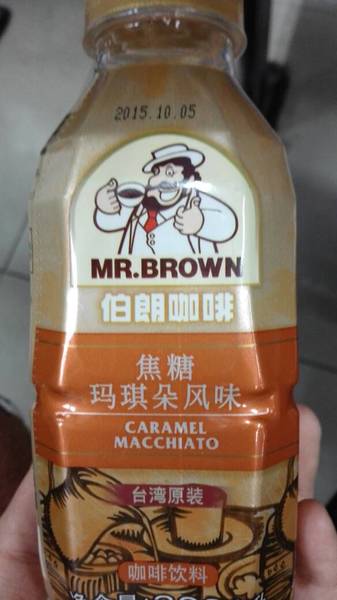 2015.10.05
MR.BROWN
伯朗咖啡
焦糖
玛琪朵风味
CARAMEL
MACCHIATO
台湾原装
咖啡饮料